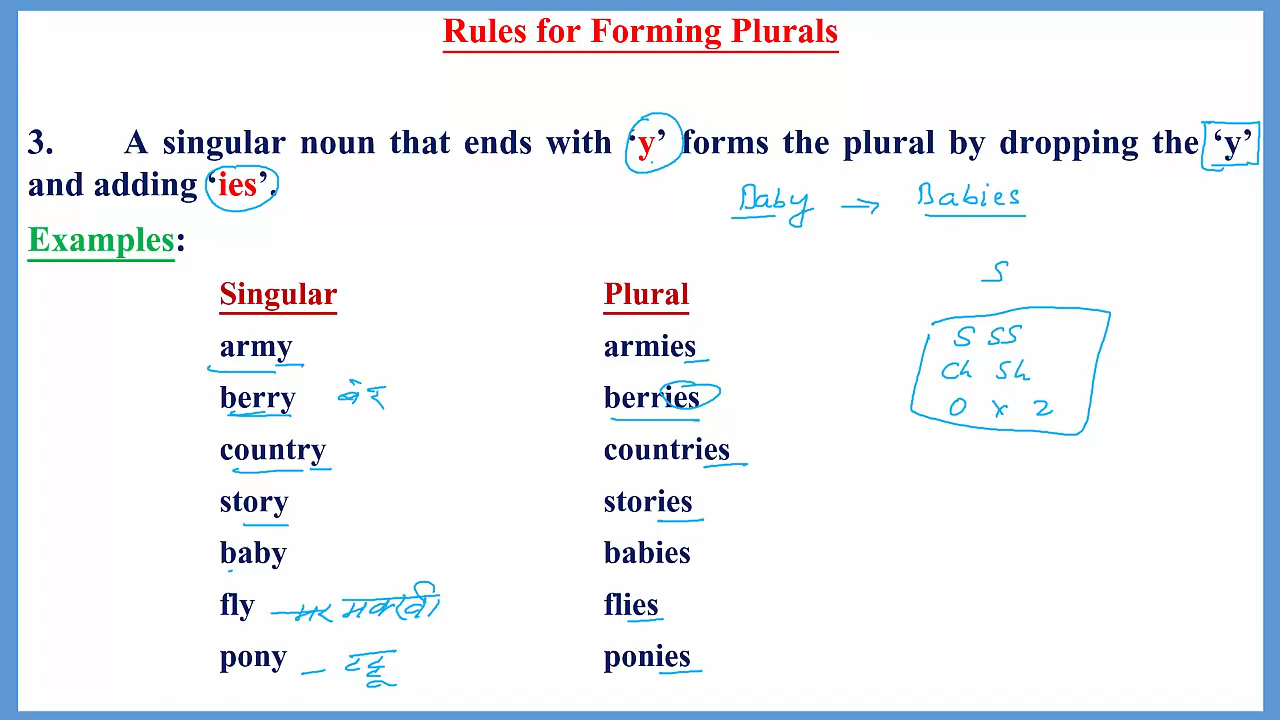 Rules for Forming Plurals
3. A singular noun that ends with ‘y’ forms the plural by dropping the ‘y’
and adding ‘ies’.
Baby → Babies
Examples:
S
Singular Plural
S SS
army armies
Ch Sh
berry बेर berries
O x z
country countries
story stories
baby babies
fly flies
pony – टट्टू ponies